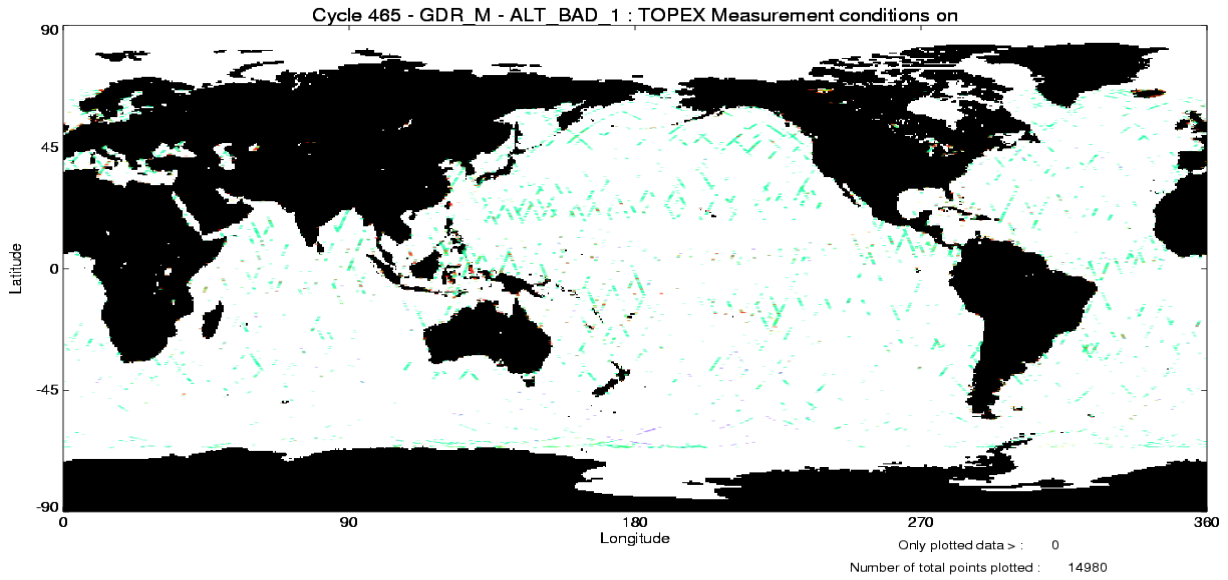 Cycle 465 - GDR_M - ALT_BAD_1 : TOPEX Measurement conditions on
90
45
0
-45
-90
Latitude
0 90 180 270 360
Longitude
Only plotted data > : 0
Number of total points plotted : 14980